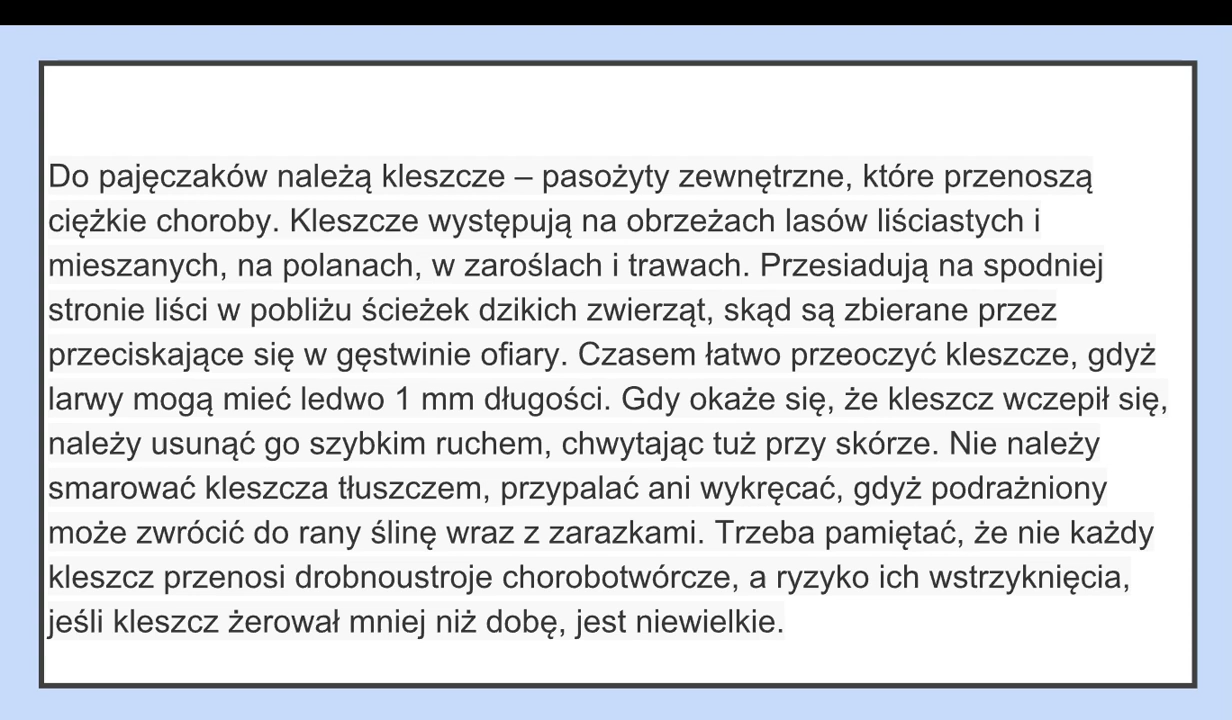 Do pajęczaków należą kleszcze – pasożyty zewnętrzne, które przenoszą
ciężkie choroby. Kleszcze występują na obrzeżach lasów liściastych i
mieszanych, na polanach, w zaroślach i trawach. Przesiadują na spodniej
stronie liści w pobliżu ścieżek dzikich zwierząt, skąd są zbierane przez
przeciskające się w gęstwinie ofiary. Czasem łatwo przeoczyć kleszcze, gdyż
larwy mogą mieć ledwo 1 mm długości. Gdy okaże się, że kleszcz wczepił się,
należy usunąć go szybkim ruchem, chwytając tuż przy skórze. Nie należy
smarować kleszcza tłuszczem, przypalać ani wykręcać, gdyż podrażniony
może zwrócić do rany ślinę wraz z zarazkami. Trzeba pamiętać, że nie każdy
kleszcz przenosi drobnoustroje chorobotwórcze, a ryzyko ich wstrzyknięcia,
jeśli kleszcz żerował mniej niż dobę, jest niewielkie.